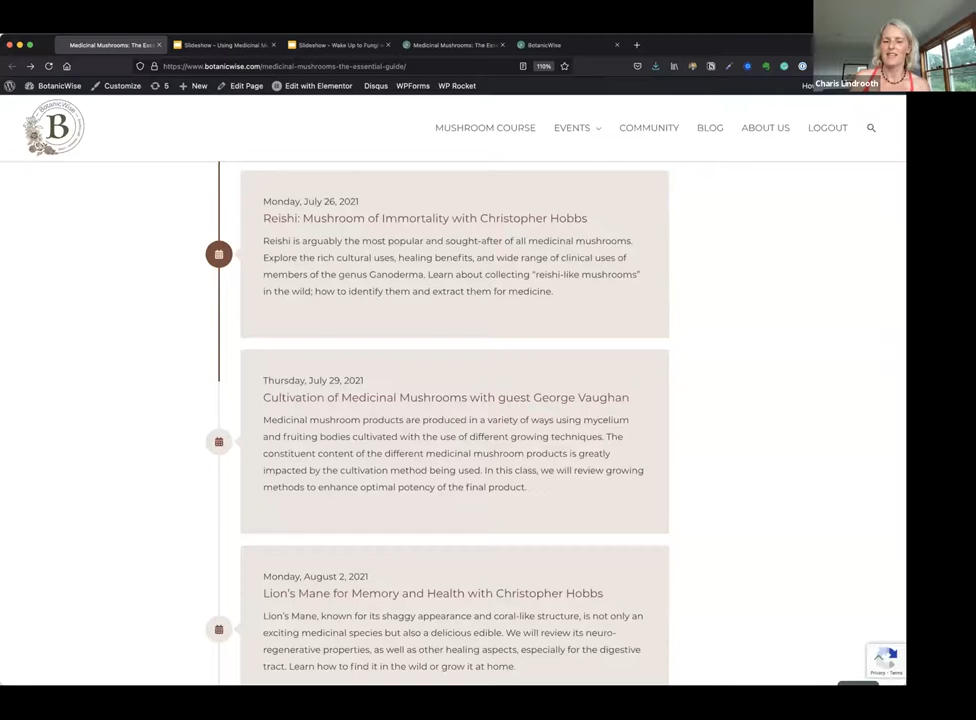 Medicinal Mushrooms: The Ess
Slideshow - Using Medicinal M
Slideshow - Wake Up to Fungi
Medicinal Mushrooms: The Ess
BotanicWise
https://www.botanicwise.com/medicinal-mushrooms-the-essential-guide/
110%
Charis Lindrooth
BotanicWise
Customize
5
New
Edit Page
Edit with Elementor
Disqus
WPForms
WP Rocket
B
MUSHROOM COURSE
EVENTS
COMMUNITY
BLOG
ABOUT US
LOGOUT
Monday, July 26, 2021
Reishi: Mushroom of Immortality with Christopher Hobbs
Reishi is arguably the most popular and sought-after of all medicinal mushrooms.
Explore the rich cultural uses, healing benefits, and wide range of clinical uses of
members of the genus Ganoderma. Learn about collecting “reishi-like mushrooms”
in the wild; how to identify them and extract them for medicine.
Thursday, July 29, 2021
Cultivation of Medicinal Mushrooms with guest George Vaughan
Medicinal mushroom products are produced in a variety of ways using mycelium
and fruiting bodies cultivated with the use of different growing techniques. The
constituent content of the different medicinal mushroom products is greatly
impacted by the cultivation method being used. In this class, we will review growing
methods to enhance optimal potency of the final product.
Monday, August 2, 2021
Lion’s Mane for Memory and Health with Christopher Hobbs
Lion’s Mane, known for its shaggy appearance and coral-like structure, is not only an
exciting medicinal species but also a delicious edible. We will review its neuro-
regenerative properties, as well as other healing aspects, especially for the digestive
tract. Learn how to find it in the wild or grow it at home.
Privacy - Terms